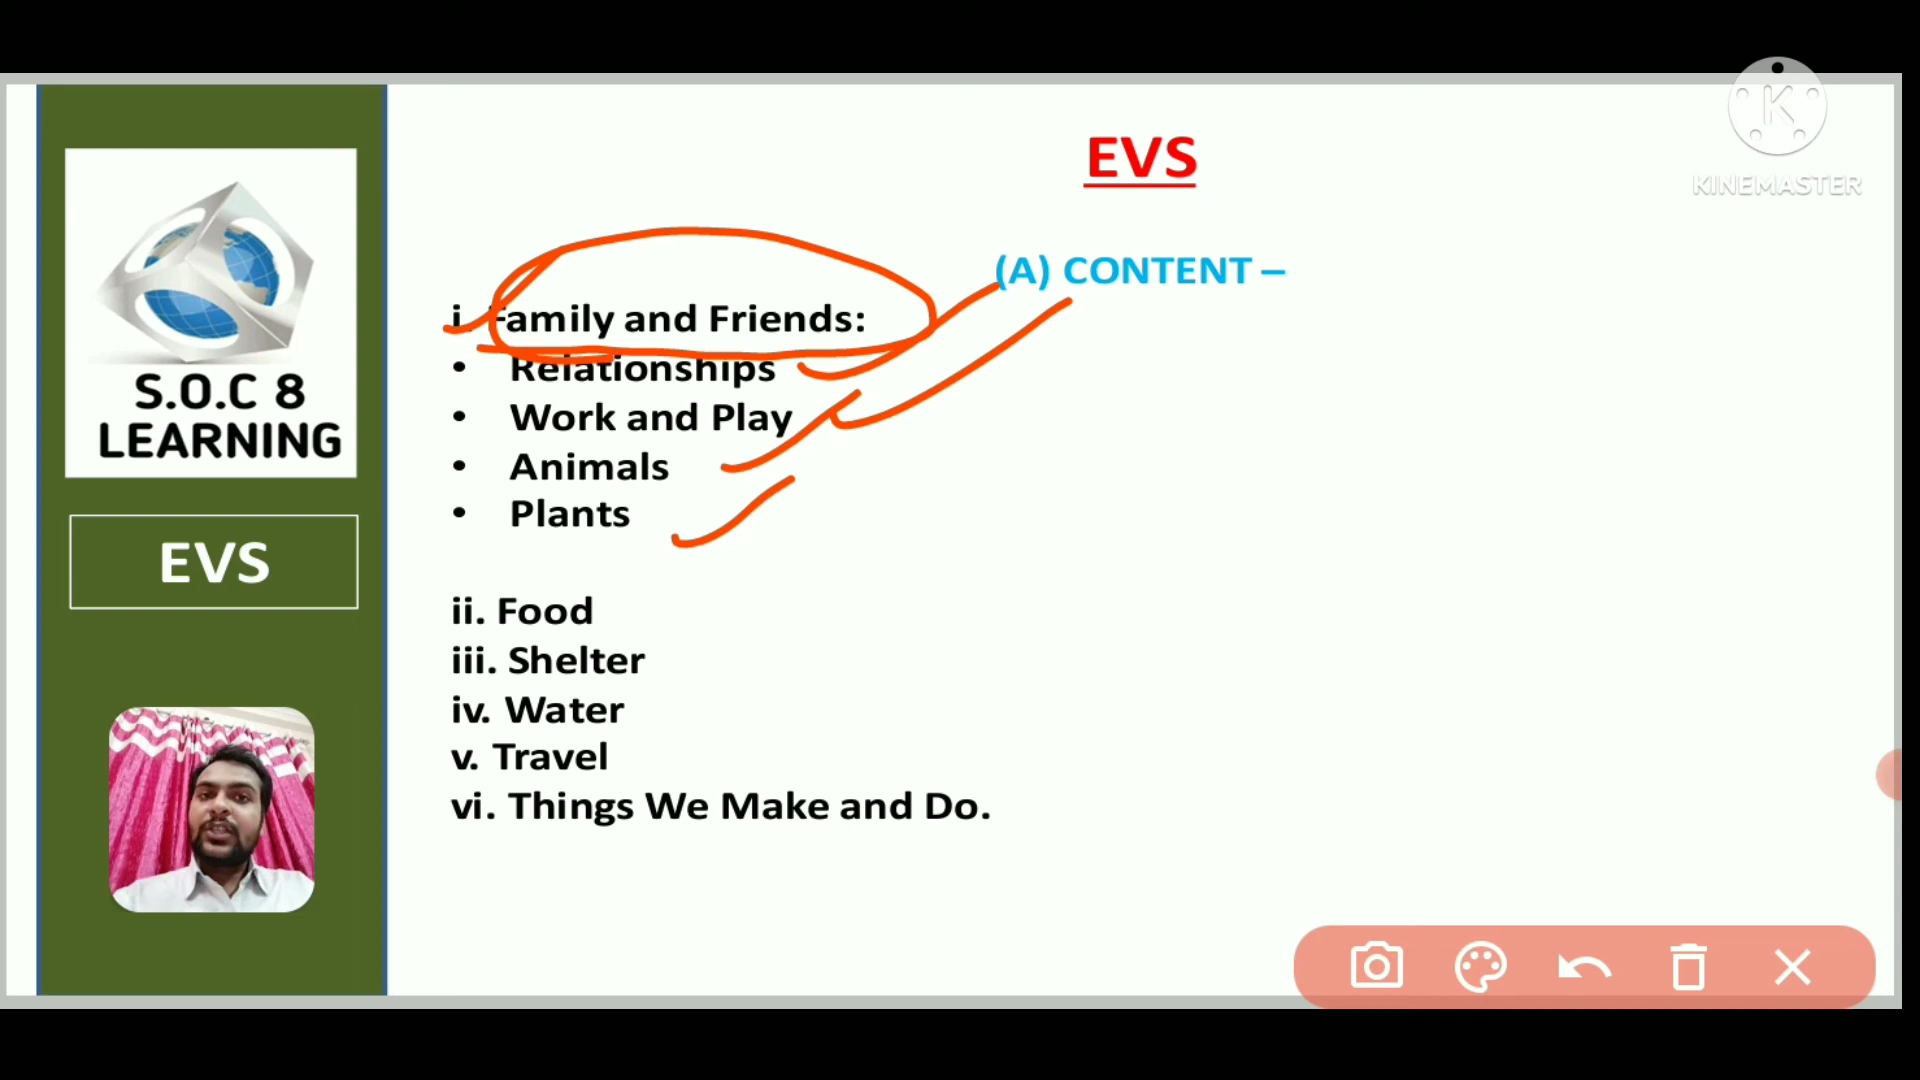 EVS
K
KINEMASTER
(A) CONTENT –
i. Family and Friends:
• Relationships
• Work and Play
• Animals
• Plants
ii. Food
iii. Shelter
iv. Water
v. Travel
vi. Things We Make and Do.
S.O.C 8
LEARNING
EVS